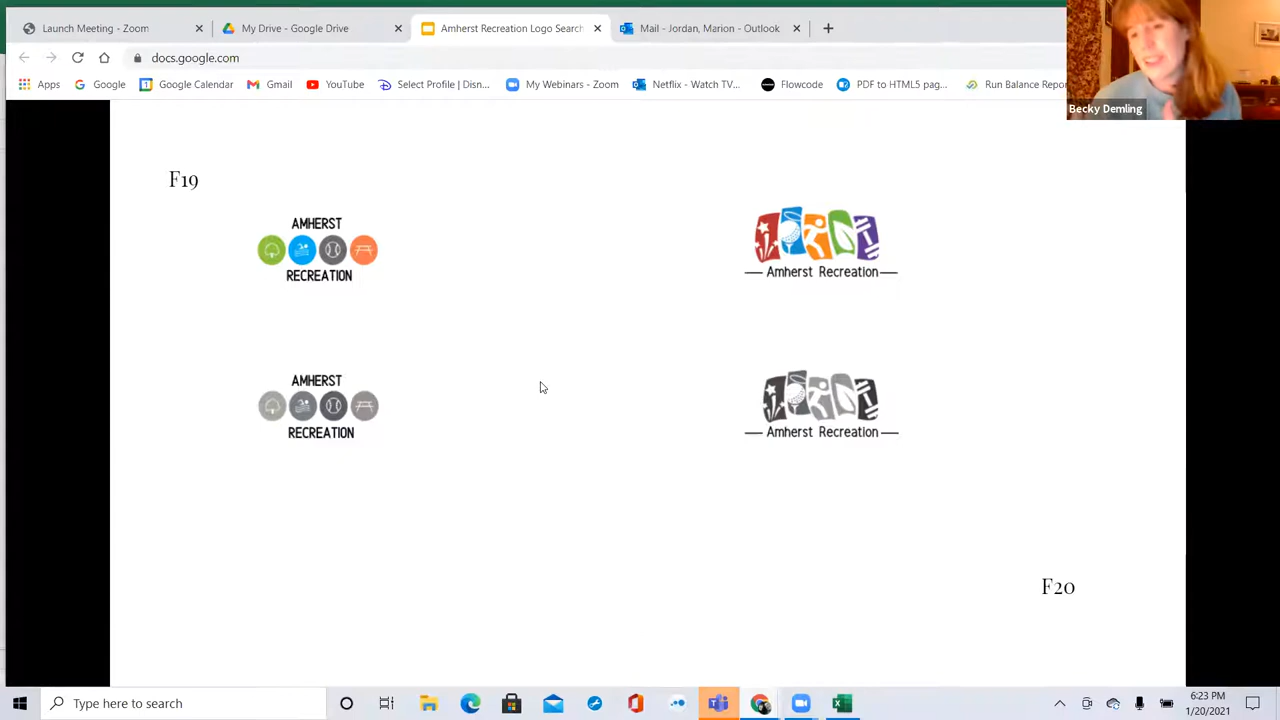 Launch Meeting - Zoom
My Drive - Google Drive
Amherst Recreation Logo Search
Mail - Jordan, Marion - Outlook
docs.google.com
Apps
Google
Google Calendar
Gmail
YouTube
Select Profile | Disn...
My Webinars - Zoom
Netflix - Watch TV...
Flowcode
PDF to HTML5 pag...
Run Balance Repor
Becky Demling
F19
AMHERST
RECREATION
Amherst Recreation
AMHERST
RECREATION
Amherst Recreation
F20
Type here to search
6:23 PM
1/20/2021